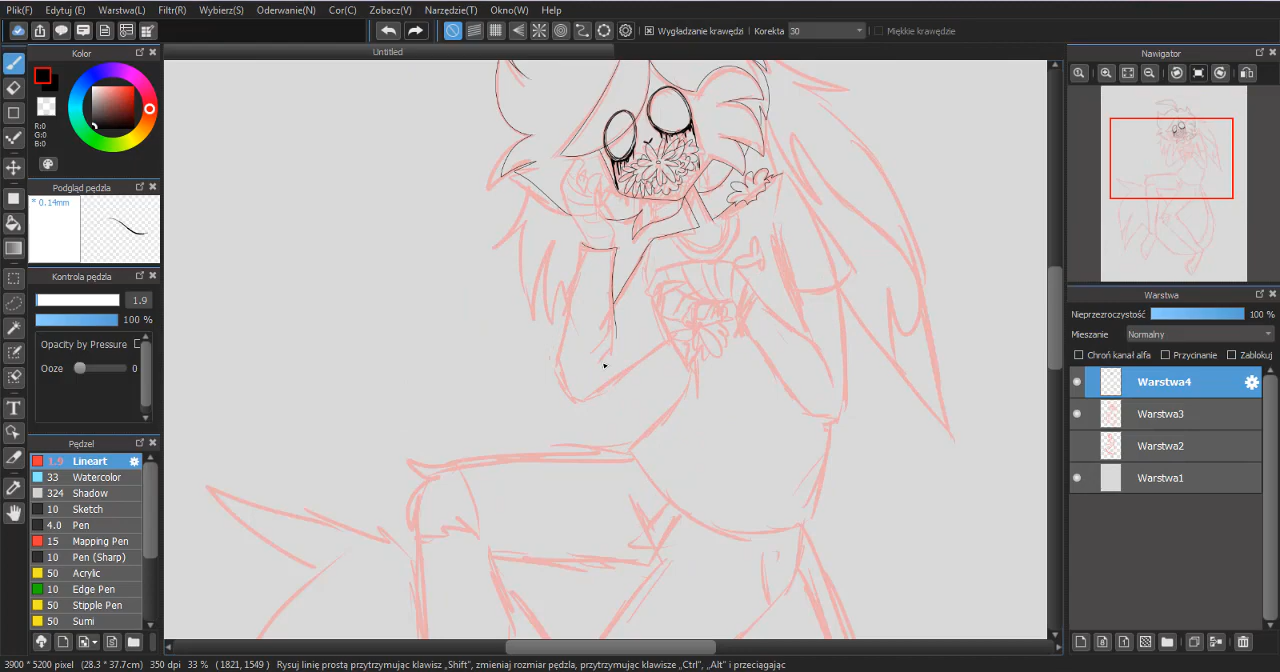 Plik(F) Edytuj (E) Warstwa(L) Filtr(R) Wybierz(S) Oderwanie(N) Cor(C) Zobacz(V) Narzędzie(T) Okno(W) Help
Wygładzanie krawędzi Korekta 30 Miękkie krawędzie
Kolor
Untitled
Nawigator
R:0
G:0
B:0
Podgląd pędzla
* 0.14mm
Kontrola pędzla
1.9
100 %
Opacity by Pressure
Ooze 0
Pędzel
1.9 Lineart
33 Watercolor
324 Shadow
10 Sketch
4.0 Pen
15 Mapping Pen
10 Pen (Sharp)
50 Acrylic
10 Edge Pen
50 Stipple Pen
50 Sumi
Warstwa
Nieprzezroczystość 100 %
Mieszanie Normalny
Chroń kanał alfa Przycinanie Zablokuj
Warstwa4
Warstwa3
Warstwa2
Warstwa1
3900 * 5200 pixel (28.3 * 37.7cm) 350 dpi 33 % (1821, 1549) Rysuj linię prostą przytrzymując klawisz „Shift”, zmieniaj rozmiar pędzla, przytrzymując klawisze „Ctrl”, „Alt” i przeciągając